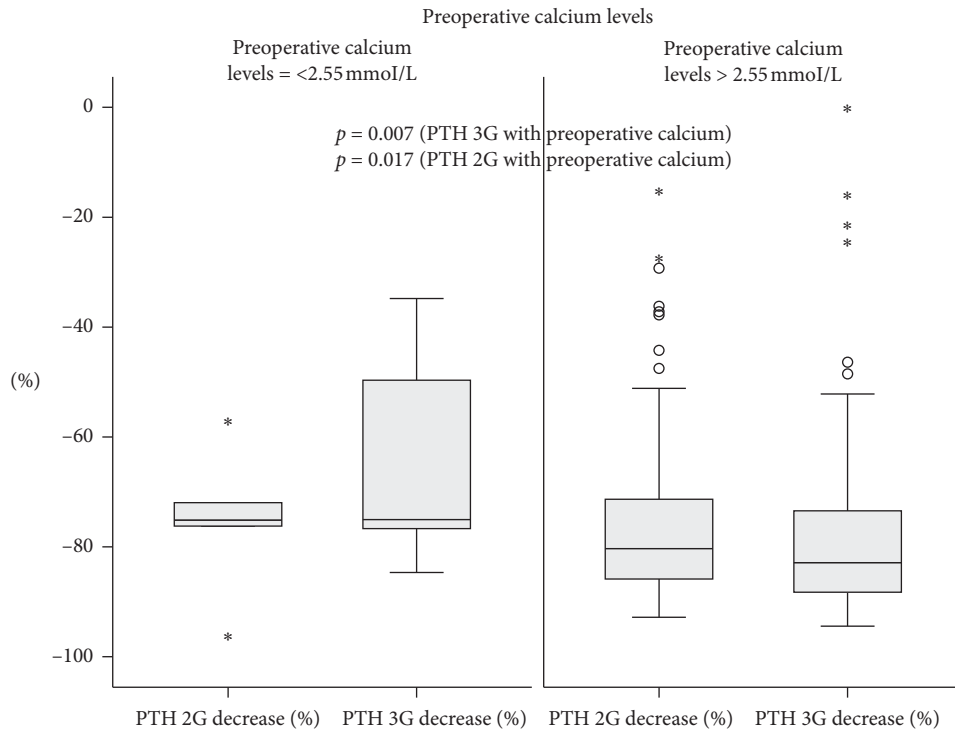 Preoperative calcium levels
Preoperative calcium
levels = <2.55 mmoI/L
Preoperative calcium
levels > 2.55 mmoI/L
p = 0.007 (PTH 3G with preoperative calcium)
p = 0.017 (PTH 2G with preoperative calcium)
0
–20
–40
(%)
–60
–80
–100
PTH 2G decrease (%)
PTH 3G decrease (%)
PTH 2G decrease (%)
PTH 3G decrease (%)